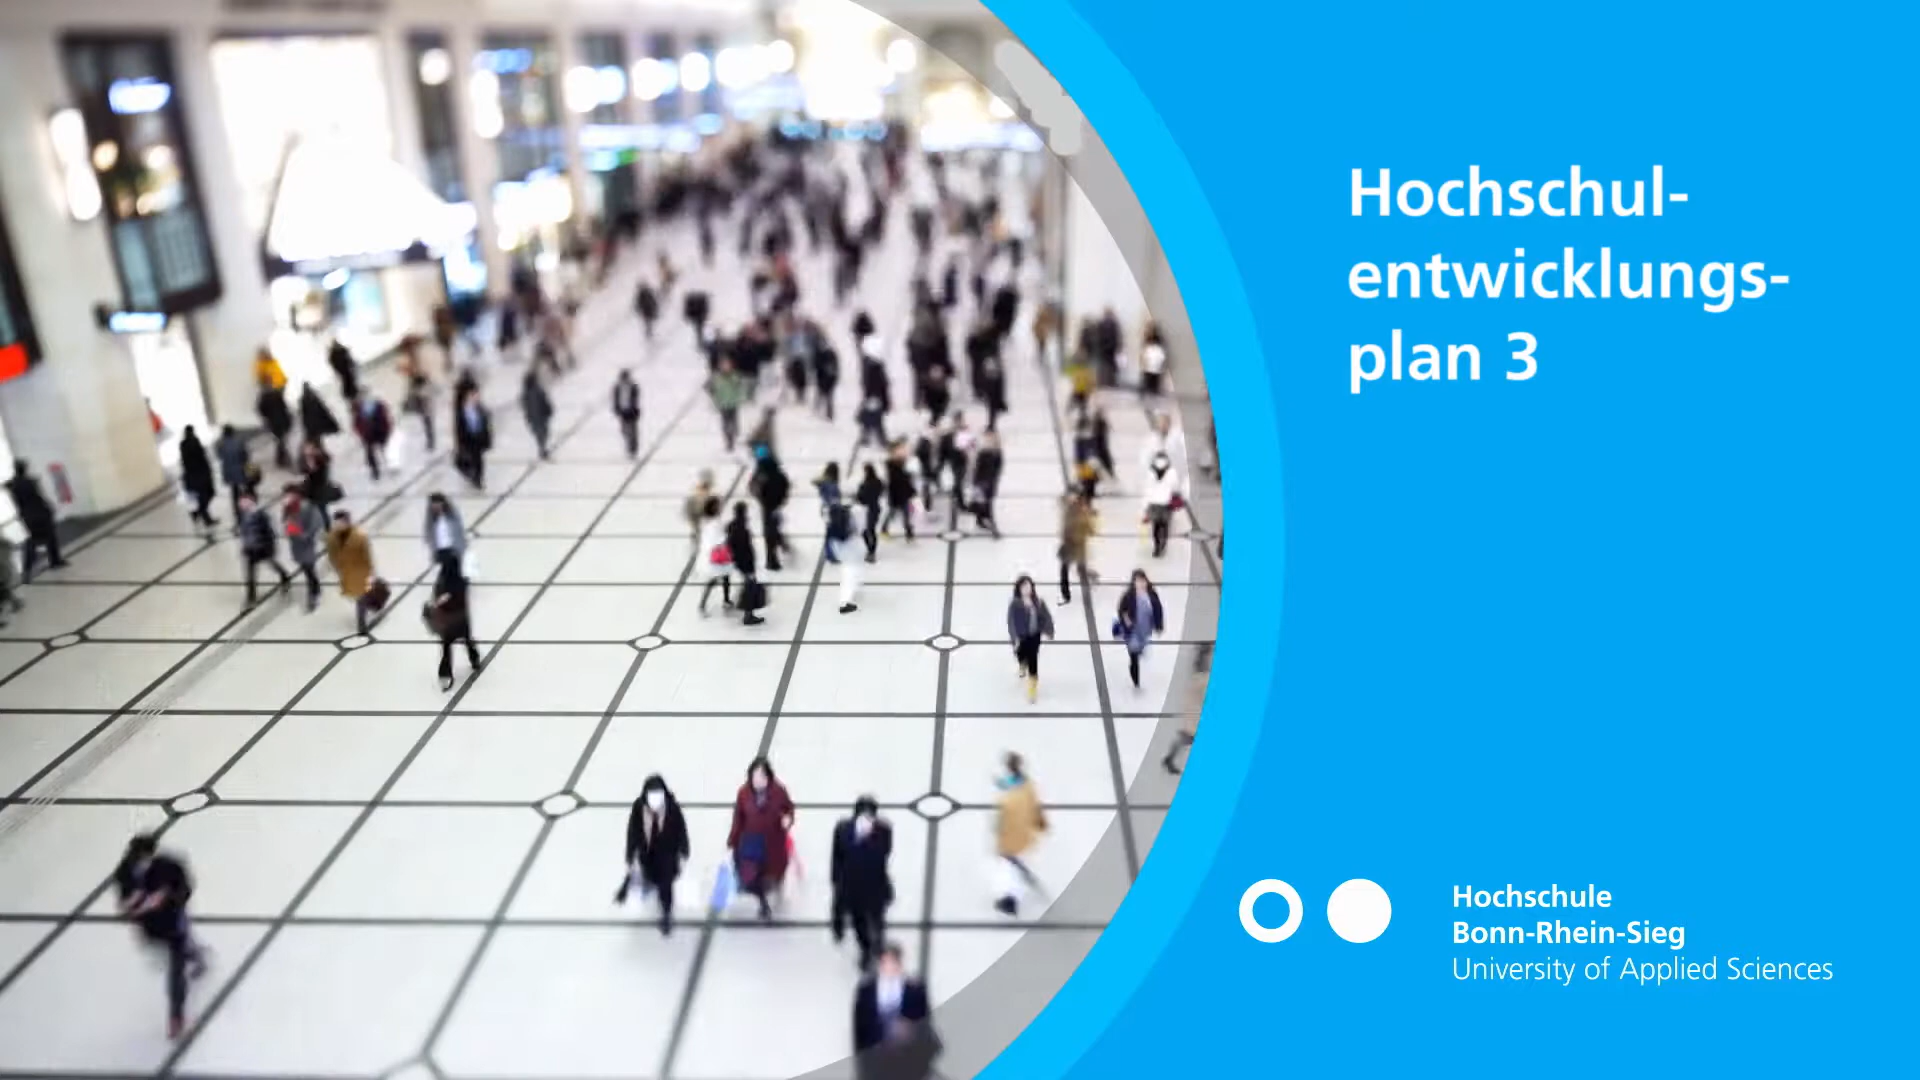 Hochschul-
entwicklungs-
plan 3
Hochschule
Bonn-Rhein-Sieg
University of Applied Sciences